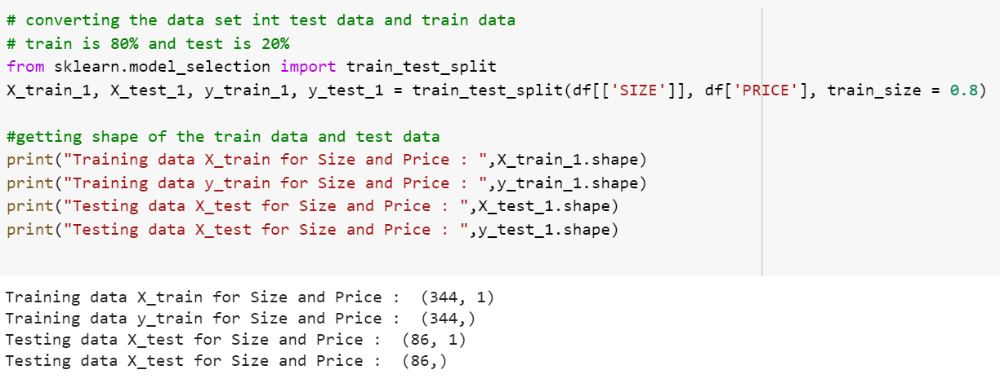 # converting the data set int test data and train data
# train is 80% and test is 20%
from sklearn.model_selection import train_test_split
X_train_1, X_test_1, y_train_1, y_test_1 = train_test_split(df[['SIZE']], df['PRICE'], train_size = 0.8)
#getting shape of the train data and test data
print("Training data X_train for Size and Price : ",X_train_1.shape)
print("Training data y_train for Size and Price : ",y_train_1.shape)
print("Testing data X_test for Size and Price : ",X_test_1.shape)
print("Testing data X_test for Size and Price : ",y_test_1.shape)
Training data X_train for Size and Price :  (344, 1)
Training data y_train for Size and Price :  (344,)
Testing data X_test for Size and Price :  (86, 1)
Testing data X_test for Size and Price :  (86,)